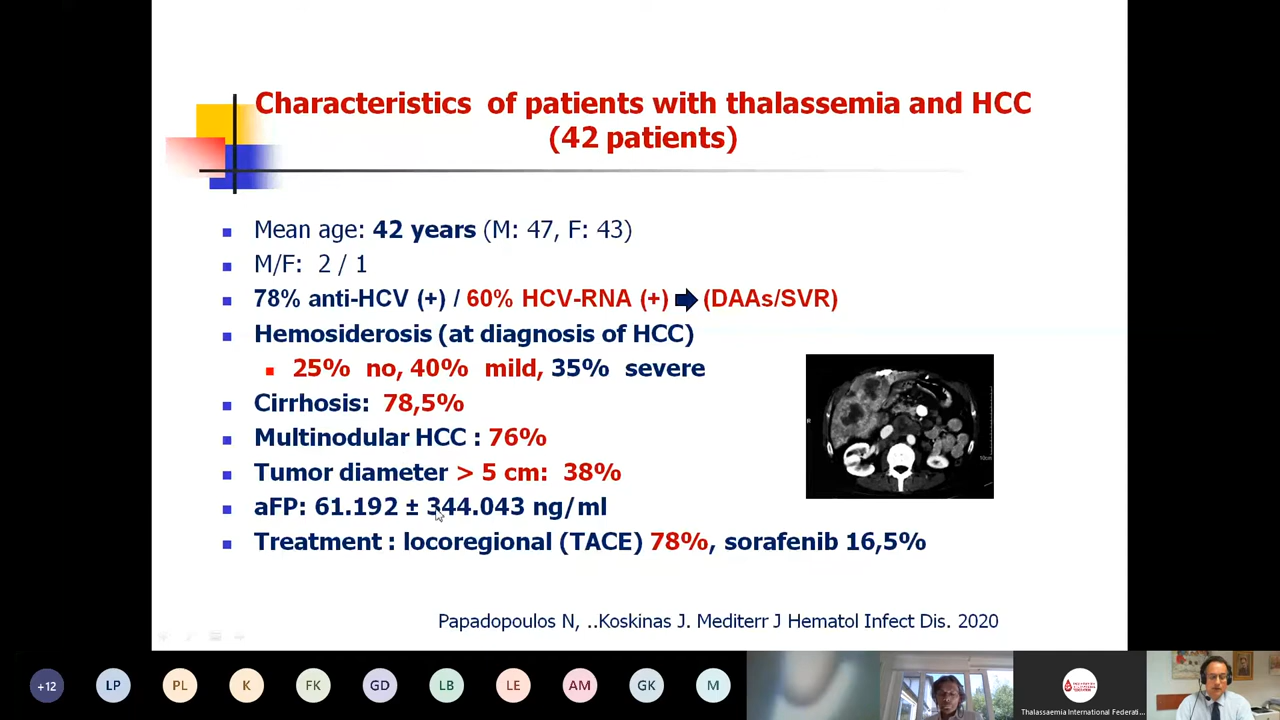 Characteristics of patients with thalassemia and HCC
(42 patients)
Mean age: 42 years (M: 47, F: 43)
M/F: 2 / 1
78% anti-HCV (+) / 60% HCV-RNA (+) (DAAs/SVR)
Hemosiderosis (at diagnosis of HCC)
25% no, 40% mild, 35% severe
Cirrhosis: 78,5%
Multinodular HCC : 76%
Tumor diameter > 5 cm: 38%
aFP: 61.192 ± 344.043 ng/ml
Treatment : locoregional (TACE) 78%, sorafenib 16,5%
Papadopoulos N, ..Koskinas J. Mediterr J Hematol Infect Dis. 2020
+12 LP PL K FK GD LB LE AM GK M
Thalassaemia International Federati...